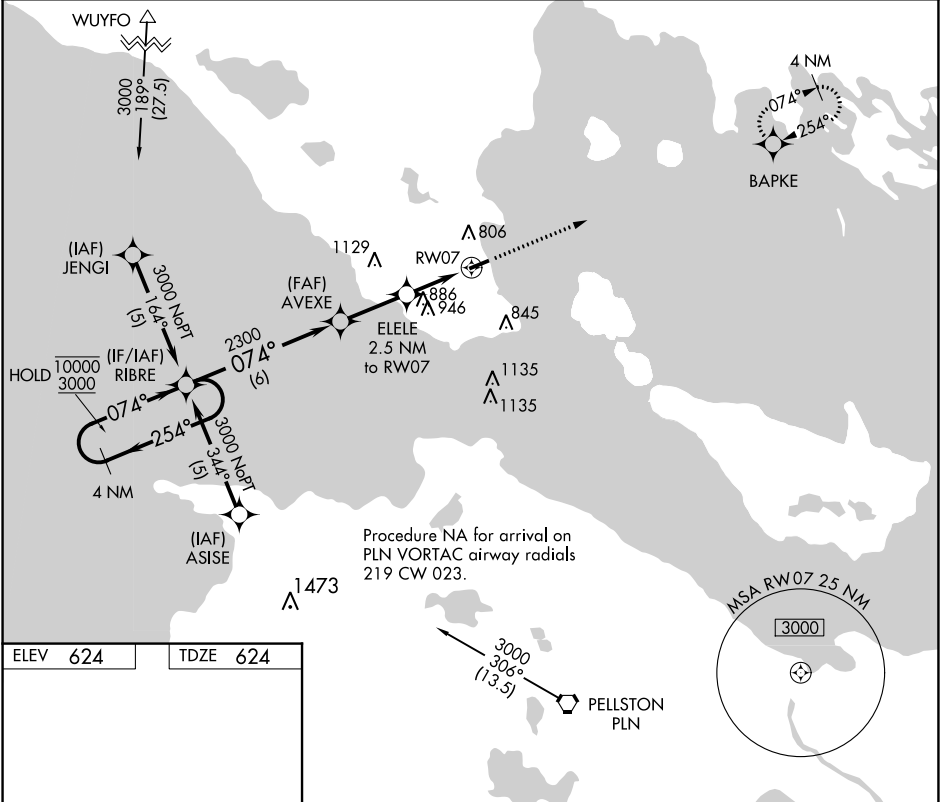 WUYFO
3000
189°
(27.5)
4 NM
074°
254°
BAPKE
(IAF)
JENGI
3000 NoPT
164°
(5)
1129
806
RW07
(FAF)
AVEXE
886
946
ELELE
2.5 NM
to RW07
845
2300
074°
(6)
HOLD
10000
3000
(IF/IAF)
RIBRE
074°
254°
4 NM
1135
1135
3000 NoPT
344°
(5)
(IAF)
ASISE
Procedure NA for arrival on
PLN VORTAC airway radials
219 CW 023.
1473
MSA RW07 25 NM
3000
3000
306°
(13.5)
PELLSTON
PLN
ELEV 624
TDZE 624